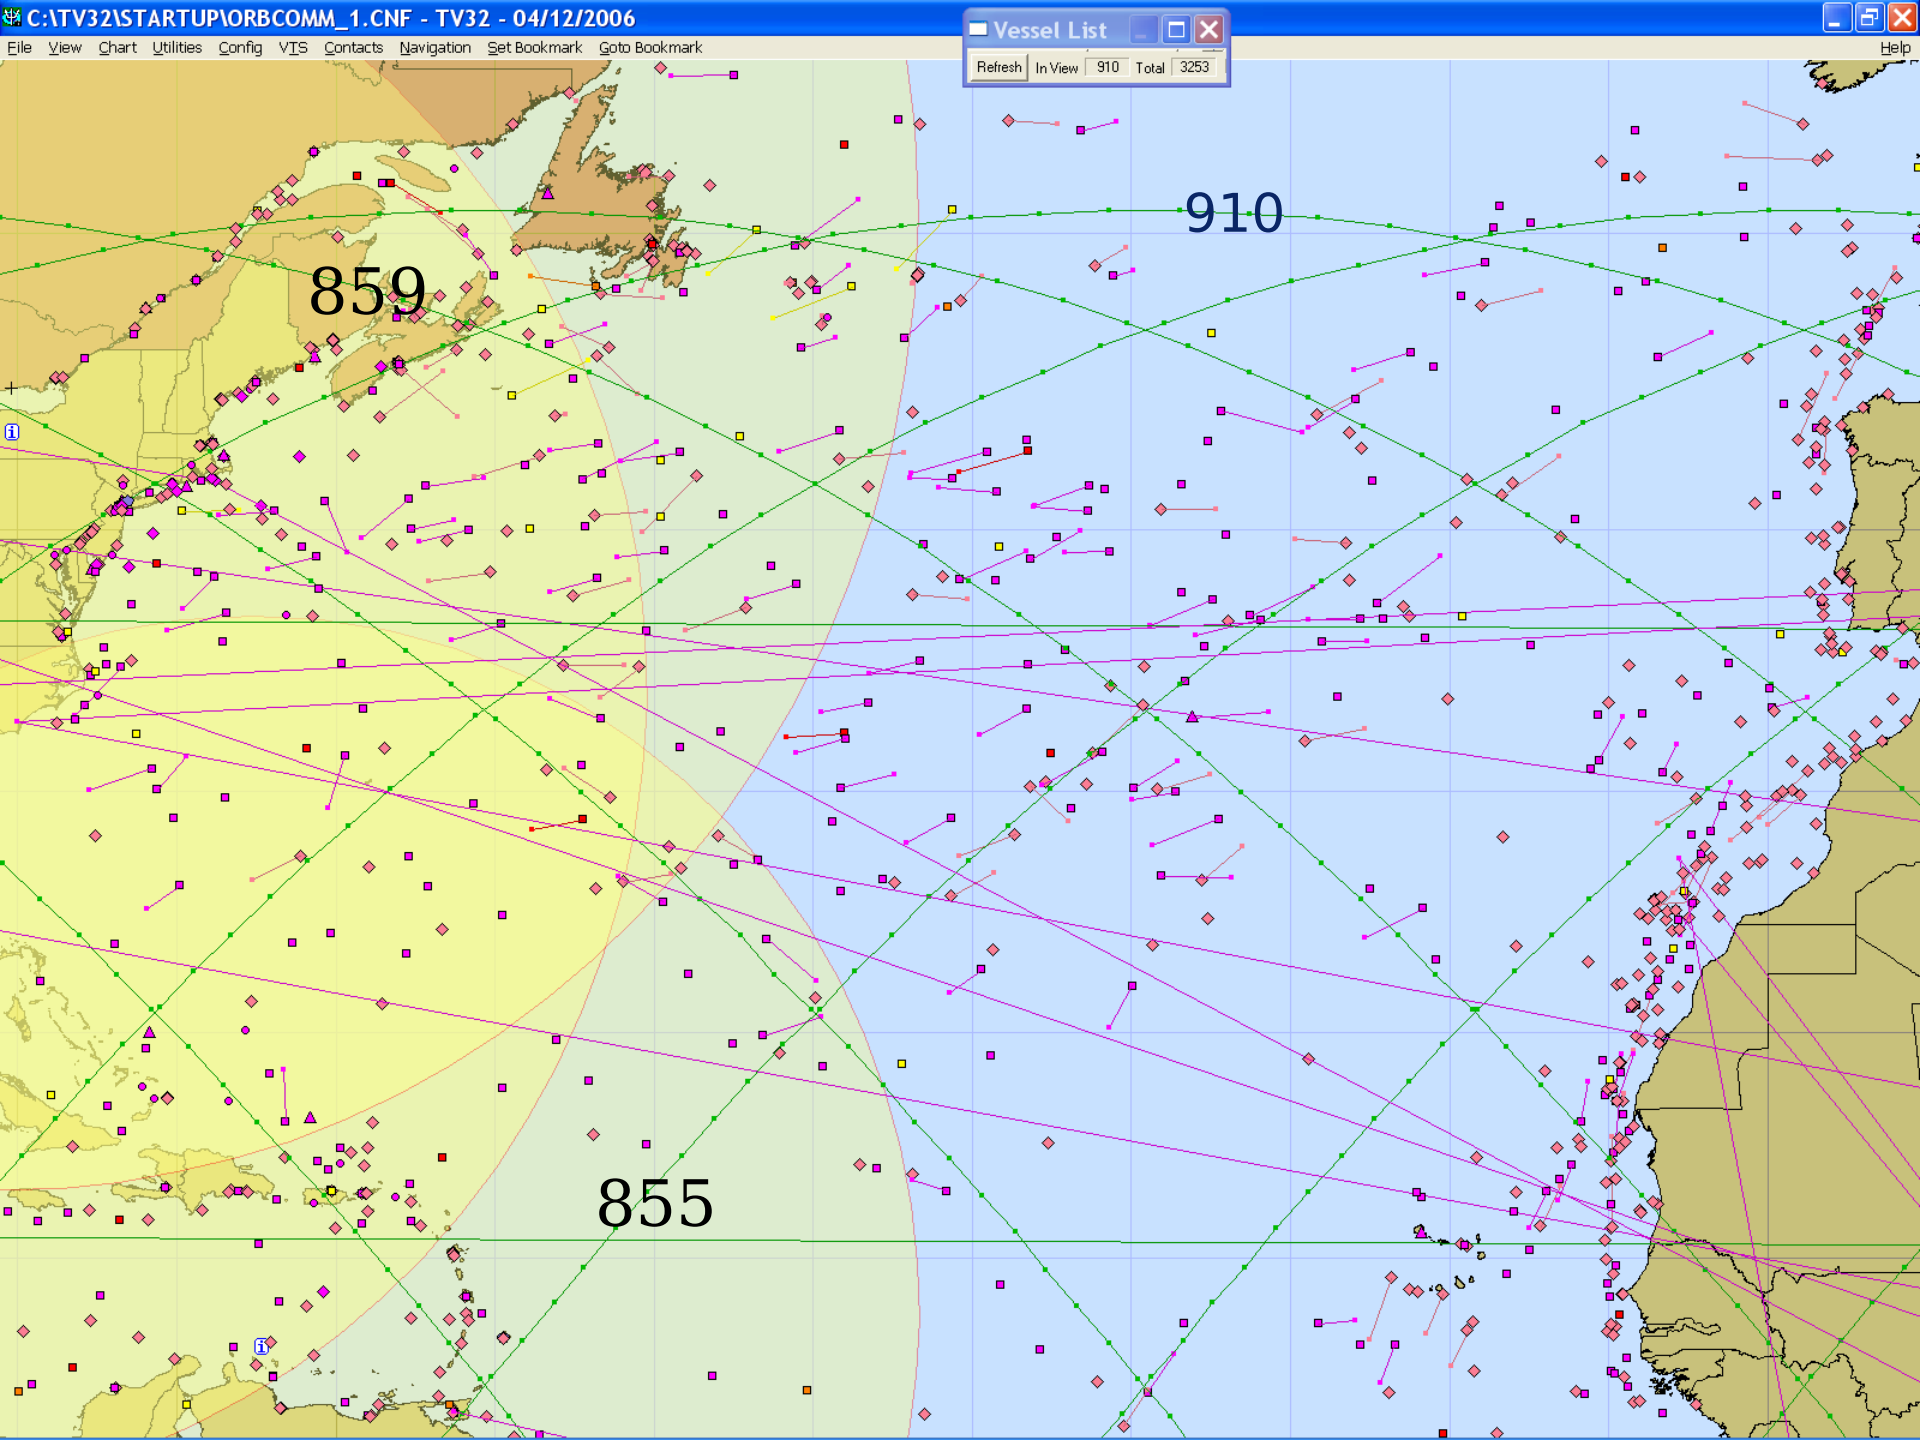 C:\TV32\STARTUP\ORBCOMM_1.CNF - TV32 - 04/12/2006
File View Chart Utilities Config VTS Contacts Navigation Set Bookmark Goto Bookmark Help
Vessel List
Refresh In View 910 Total 3253
910
859
855